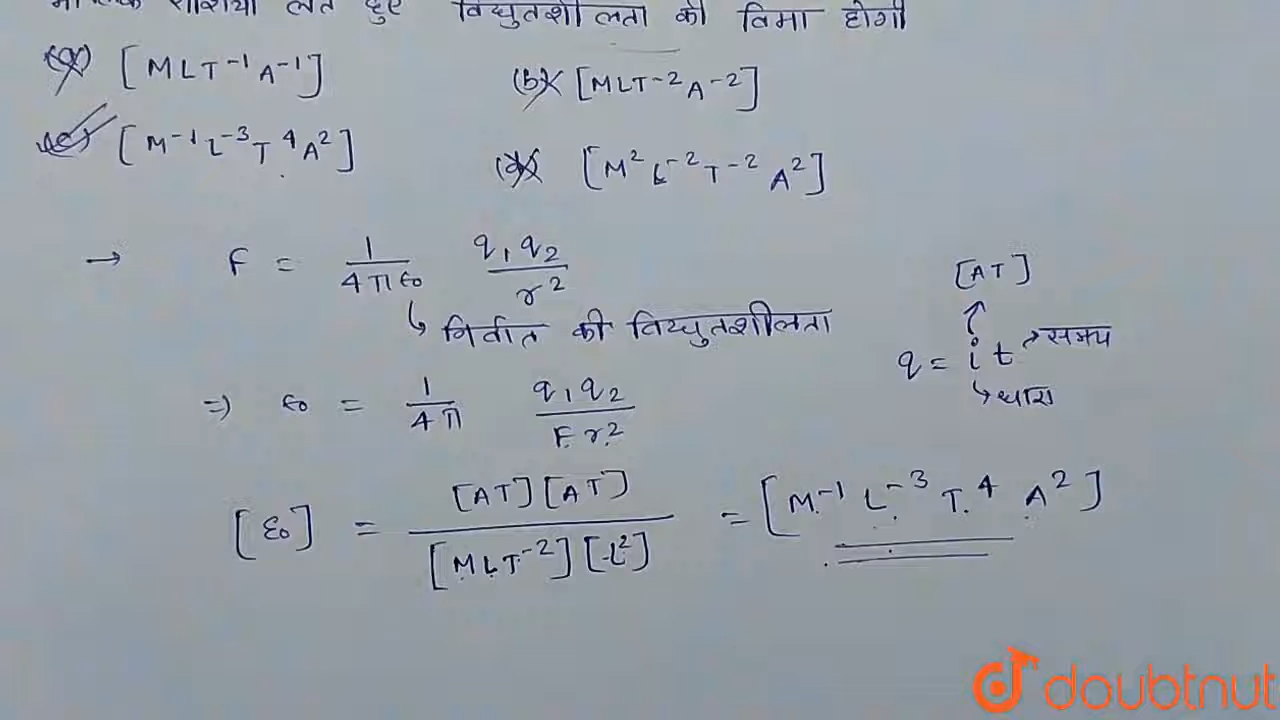 राशियाँ लेते हुए विद्युतशीलता की विमा होगी
(a) [MLT⁻¹A⁻¹] (b) [MLT⁻²A⁻²]
(c) [M⁻¹L⁻³T⁴A²] (d) [M²L⁻²T⁻²A²]
→ F = 1/4πε₀ q₁q₂/r²
[AT]
↳ निर्वात की विद्युतशीलता
q = it → समय
↳ धारा
⇒ ε₀ = 1/4π q₁q₂/Fr²
[ε₀] = [AT][AT]/[MLT⁻²][L²] = [M⁻¹L⁻³T⁴A²]
doubtnut